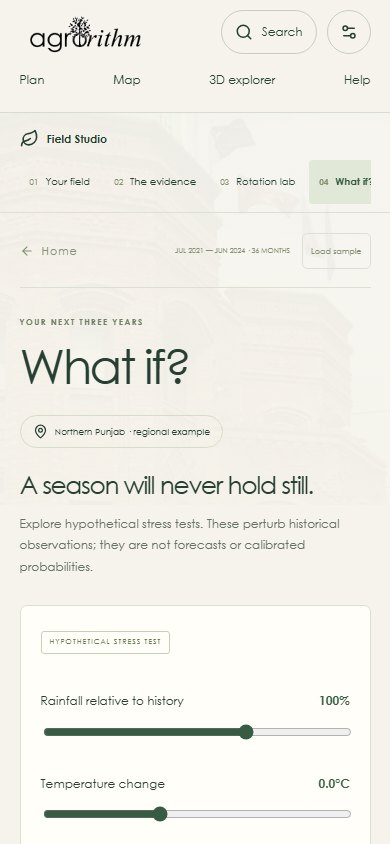 agrorithm
Search
Plan
Map
3D explorer
Help
Field Studio
01 Your field
02 The evidence
03 Rotation lab
04 What if?
Home
JUL 2021 — JUN 2024 · 36 MONTHS
Load sample
YOUR NEXT THREE YEARS
What if?
Northern Punjab · regional example
A season will never hold still.
Explore hypothetical stress tests. These perturb historical
observations; they are not forecasts or calibrated
probabilities.
HYPOTHETICAL STRESS TEST
Rainfall relative to history 100%
Temperature change 0.0°C